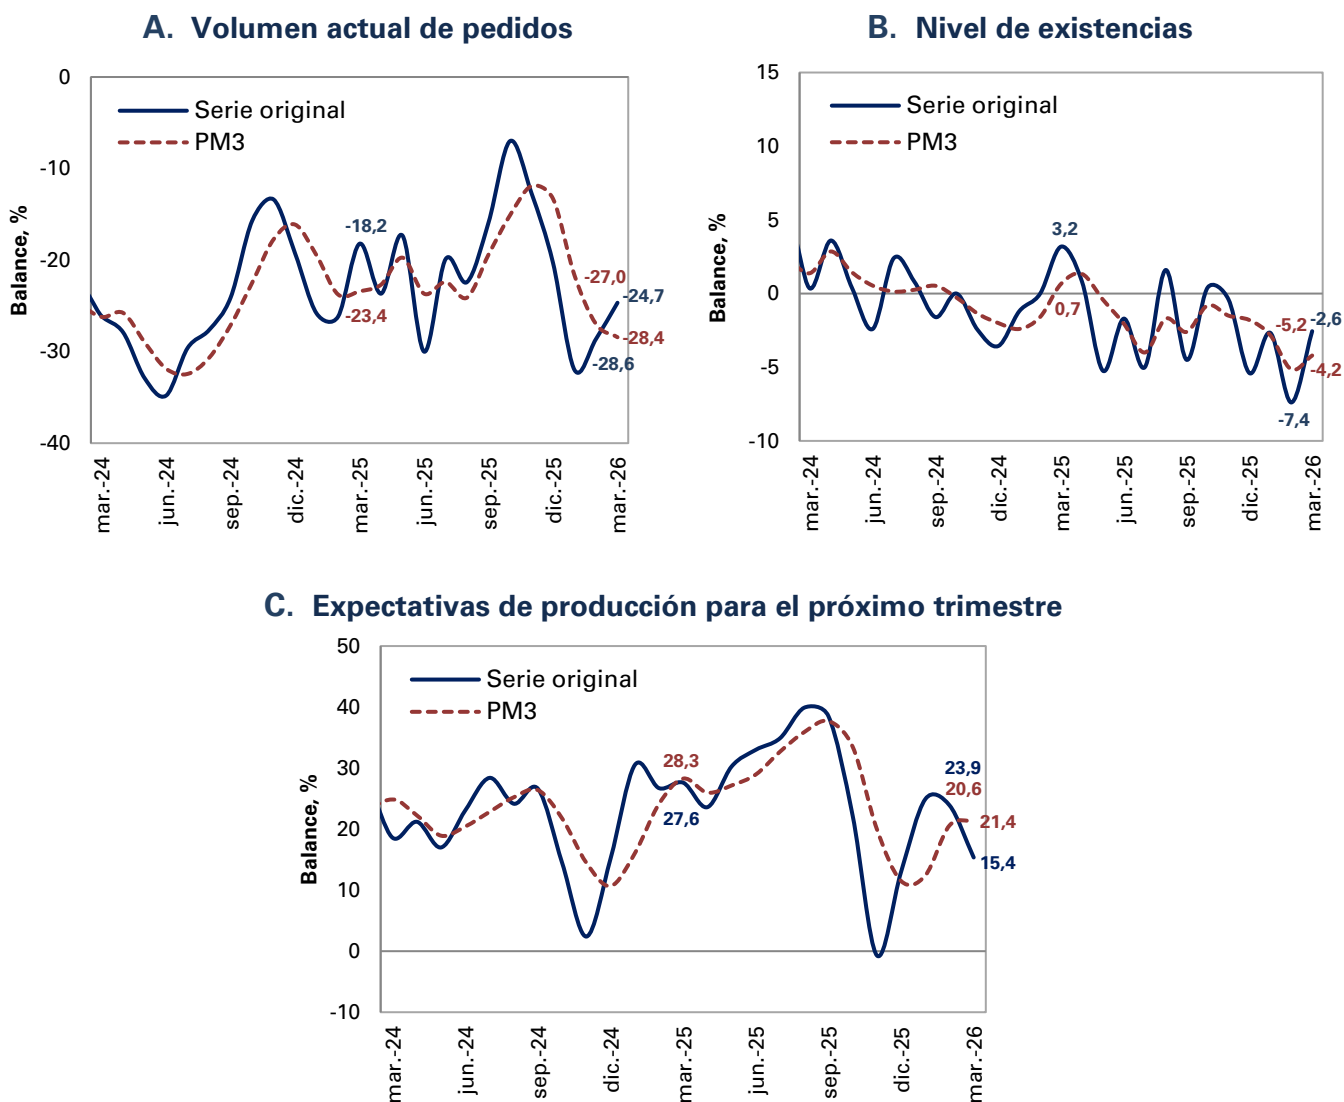 A. Volumen actual de pedidos
0
-10
-20
-30
-40
Balance, %
Serie original
PM3
-18,2
-23,4
-27,0
-24,7
-28,4
-28,6
mar.-24
jun.-24
sep.-24
dic.-24
mar.-25
jun.-25
sep.-25
dic.-25
mar.-26
B. Nivel de existencias
15
10
5
0
-5
-10
Balance, %
Serie original
PM3
3,2
0,7
-5,2
-2,6
-4,2
-7,4
mar.-24
jun.-24
sep.-24
dic.-24
mar.-25
jun.-25
sep.-25
dic.-25
mar.-26
C. Expectativas de producción para el próximo trimestre
50
40
30
20
10
0
-10
Balance, %
Serie original
PM3
28,3
27,6
23,9
20,6
21,4
15,4
mar.-24
jun.-24
sep.-24
dic.-24
mar.-25
jun.-25
sep.-25
dic.-25
mar.-26